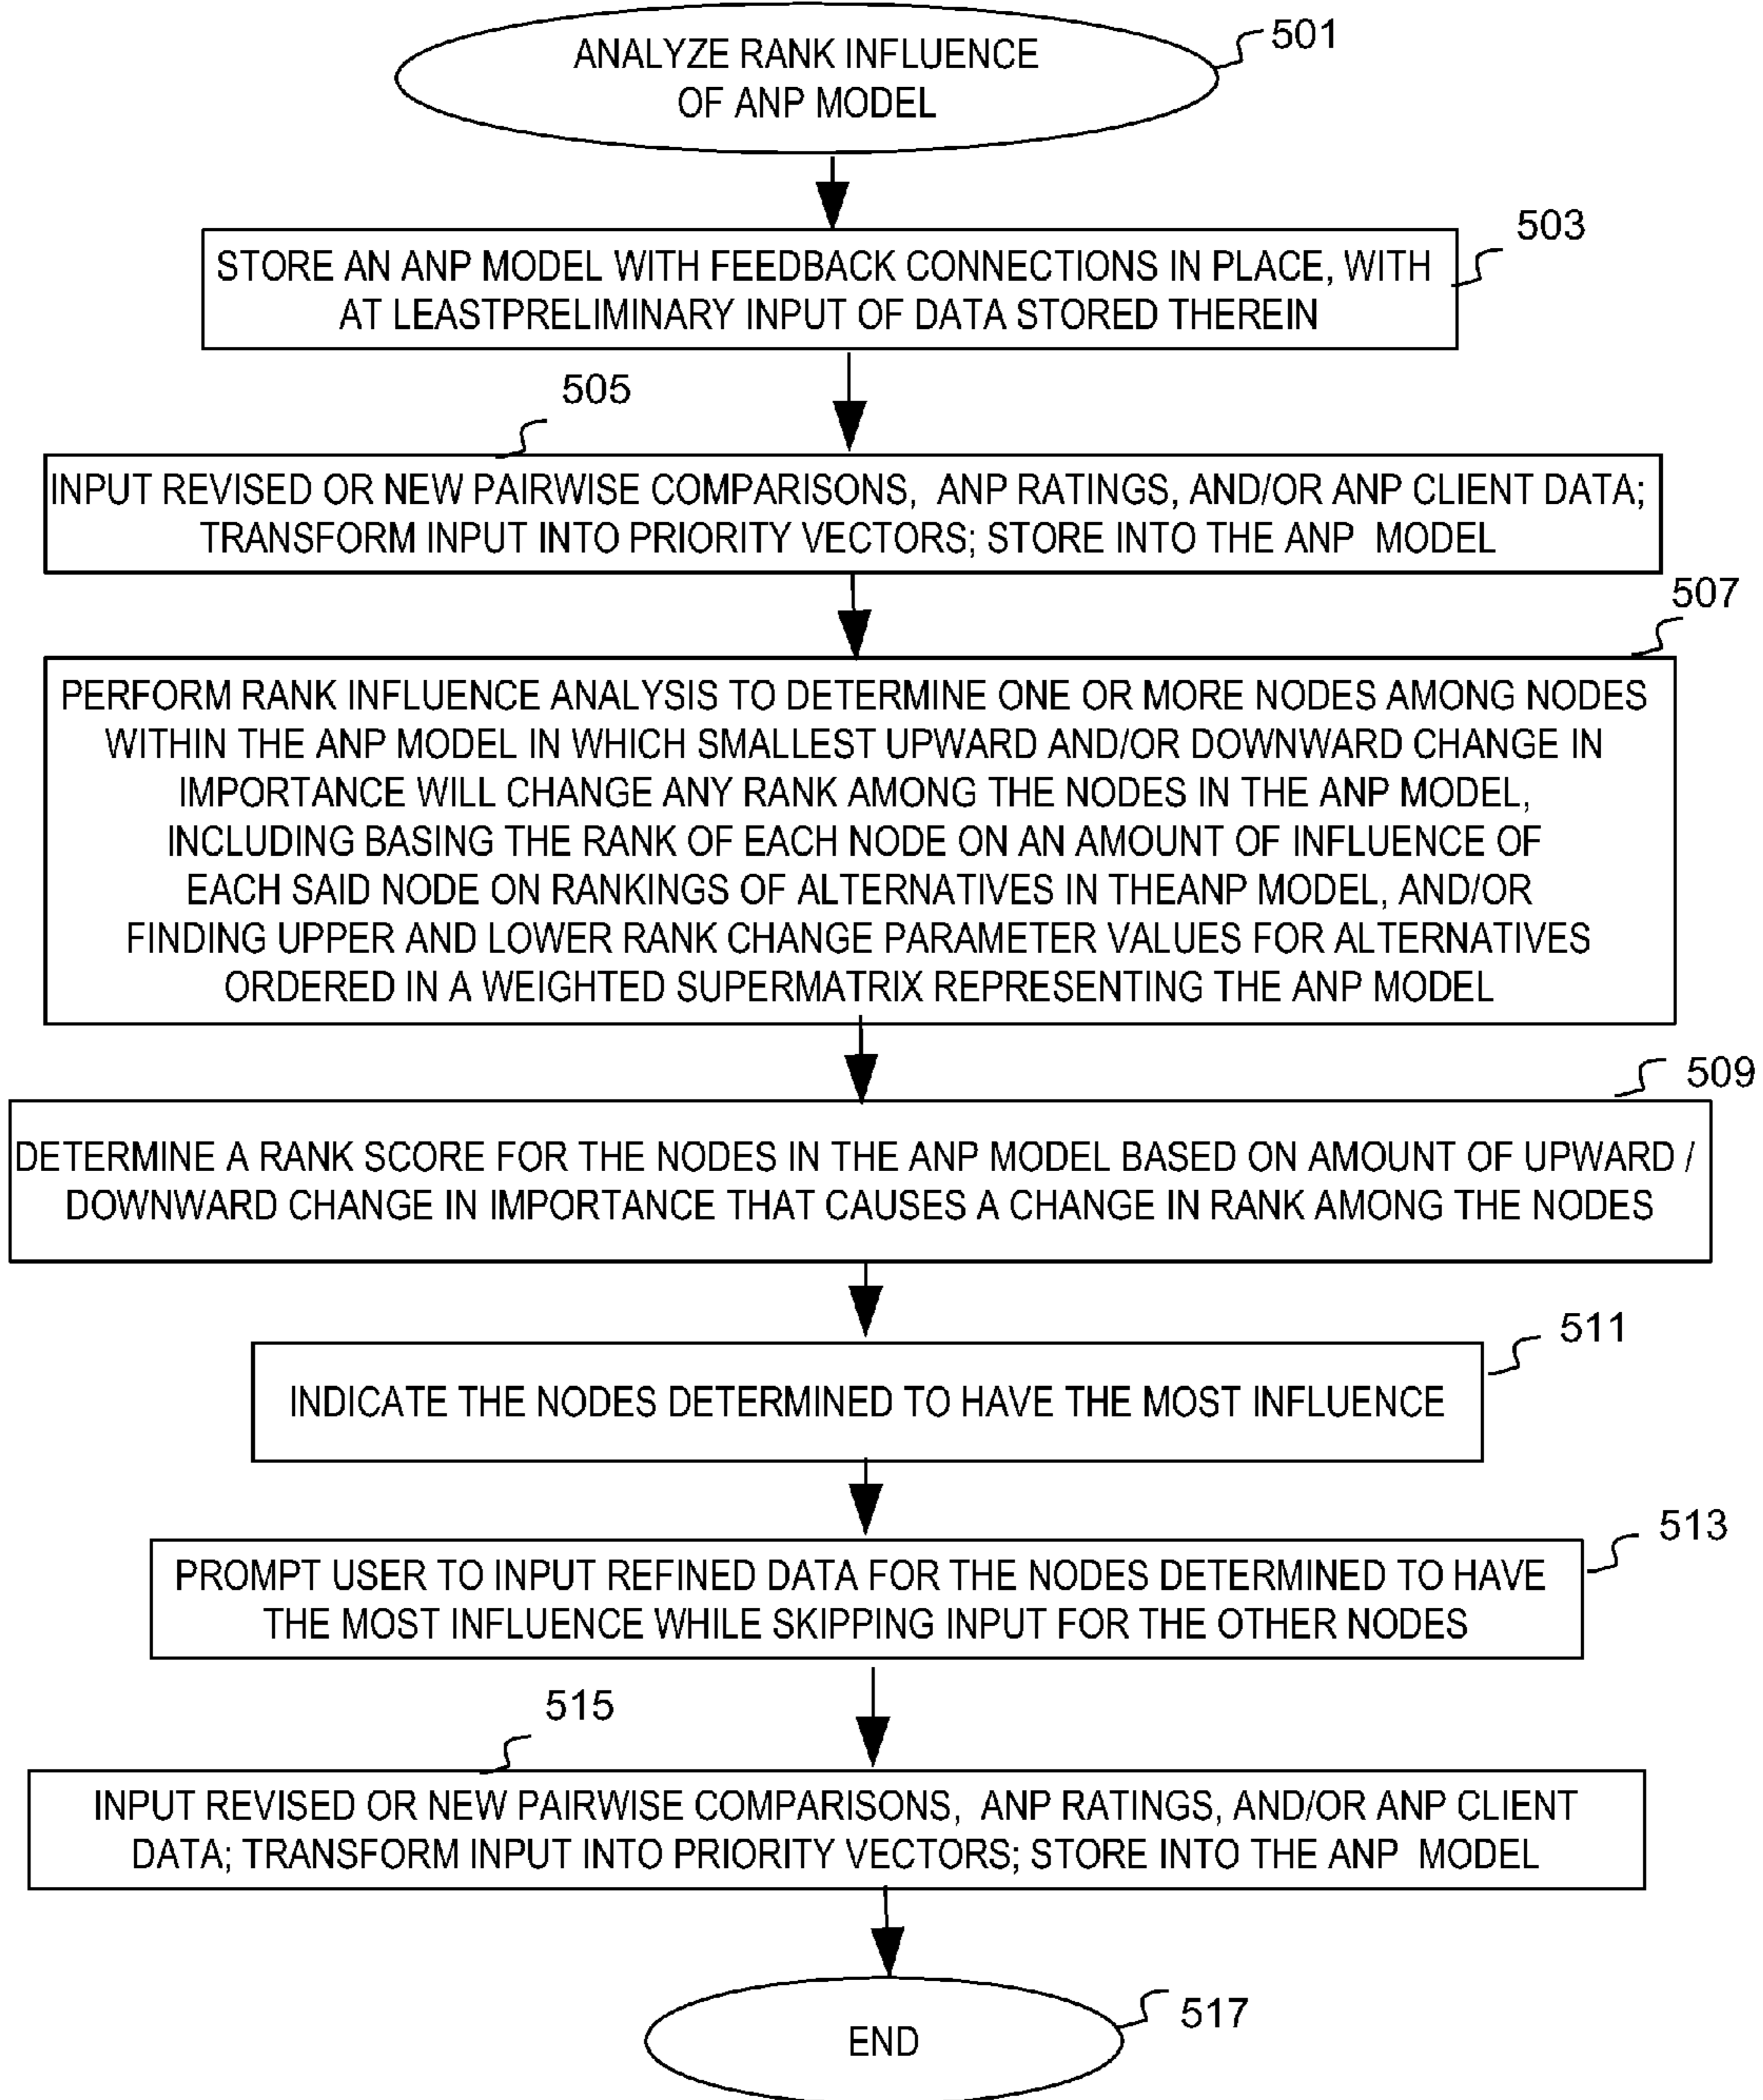 ANALYZE RANK INFLUENCE
OF ANP MODEL
501
503
STORE AN ANP MODEL WITH FEEDBACK CONNECTIONS IN PLACE, WITH
AT LEASTPRELIMINARY INPUT OF DATA STORED THEREIN
505
INPUT REVISED OR NEW PAIRWISE COMPARISONS, ANP RATINGS, AND/OR ANP CLIENT DATA;
TRANSFORM INPUT INTO PRIORITY VECTORS; STORE INTO THE ANP MODEL
507
PERFORM RANK INFLUENCE ANALYSIS TO DETERMINE ONE OR MORE NODES AMONG NODES
WITHIN THE ANP MODEL IN WHICH SMALLEST UPWARD AND/OR DOWNWARD CHANGE IN
IMPORTANCE WILL CHANGE ANY RANK AMONG THE NODES IN THE ANP MODEL,
INCLUDING BASING THE RANK OF EACH NODE ON AN AMOUNT OF INFLUENCE OF
EACH SAID NODE ON RANKINGS OF ALTERNATIVES IN THEANP MODEL, AND/OR
FINDING UPPER AND LOWER RANK CHANGE PARAMETER VALUES FOR ALTERNATIVES
ORDERED IN A WEIGHTED SUPERMATRIX REPRESENTING THE ANP MODEL
509
DETERMINE A RANK SCORE FOR THE NODES IN THE ANP MODEL BASED ON AMOUNT OF UPWARD /
DOWNWARD CHANGE IN IMPORTANCE THAT CAUSES A CHANGE IN RANK AMONG THE NODES
511
INDICATE THE NODES DETERMINED TO HAVE THE MOST INFLUENCE
513
PROMPT USER TO INPUT REFINED DATA FOR THE NODES DETERMINED TO HAVE
THE MOST INFLUENCE WHILE SKIPPING INPUT FOR THE OTHER NODES
515
INPUT REVISED OR NEW PAIRWISE COMPARISONS, ANP RATINGS, AND/OR ANP CLIENT
DATA; TRANSFORM INPUT INTO PRIORITY VECTORS; STORE INTO THE ANP MODEL
END
517